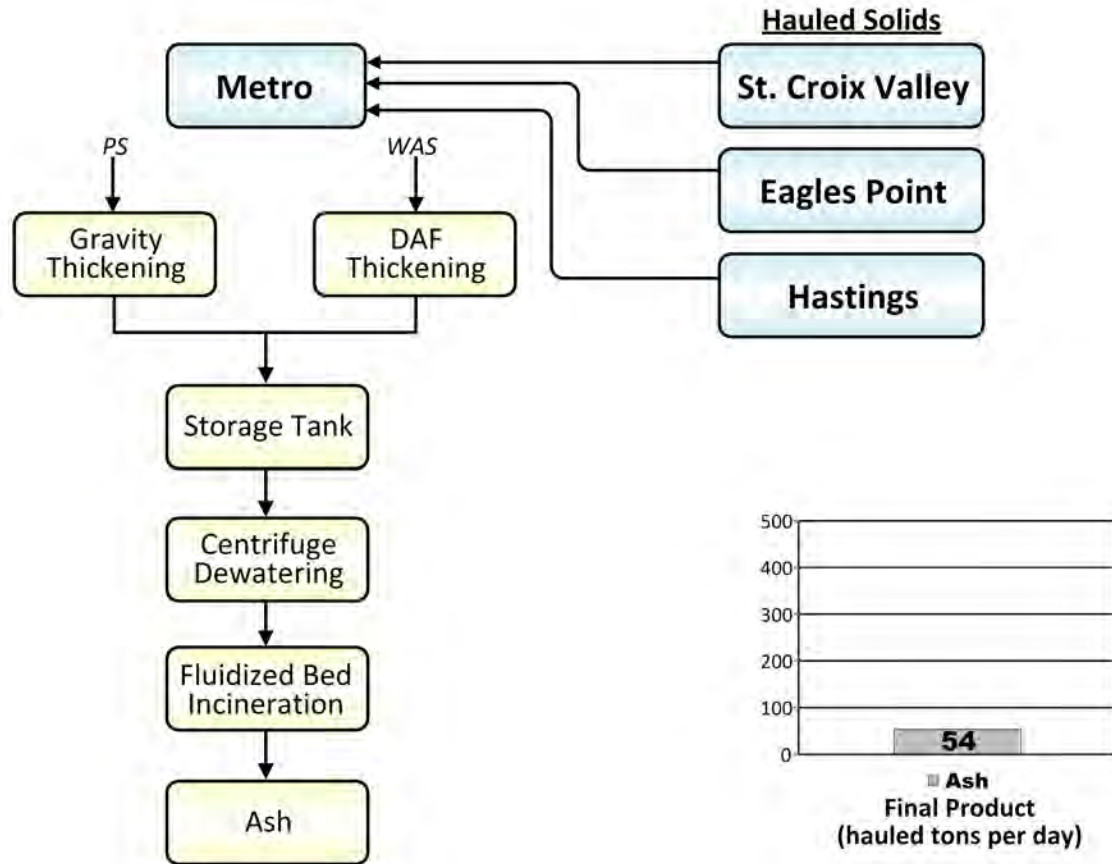 Hauled Solids
Metro
St. Croix Valley
PS
WAS
Eagles Point
Gravity
Thickening
DAF
Thickening
Hastings
Storage Tank
Centrifuge
Dewatering
Fluidized Bed
Incineration
Ash
500
400
300
200
100
0
54
Ash
Final Product
(hauled tons per day)